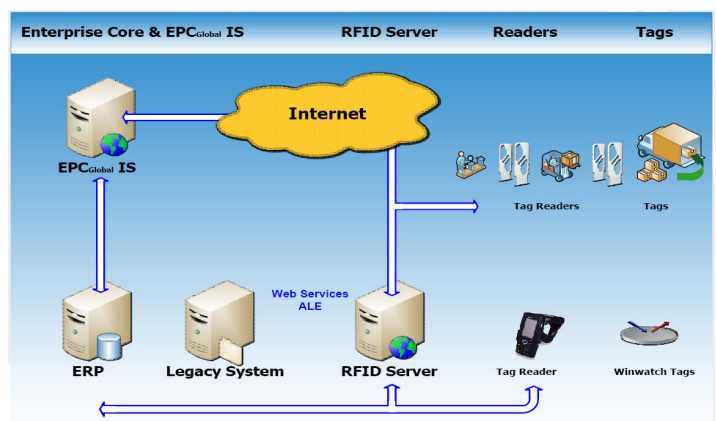 Enterprise Core & EPCGlobal IS RFID Server Readers Tags
Internet
EPCGlobal IS
Tag Readers Tags
Web Services
ALE
ERP Legacy System RFID Server Tag Reader Winwatch Tags